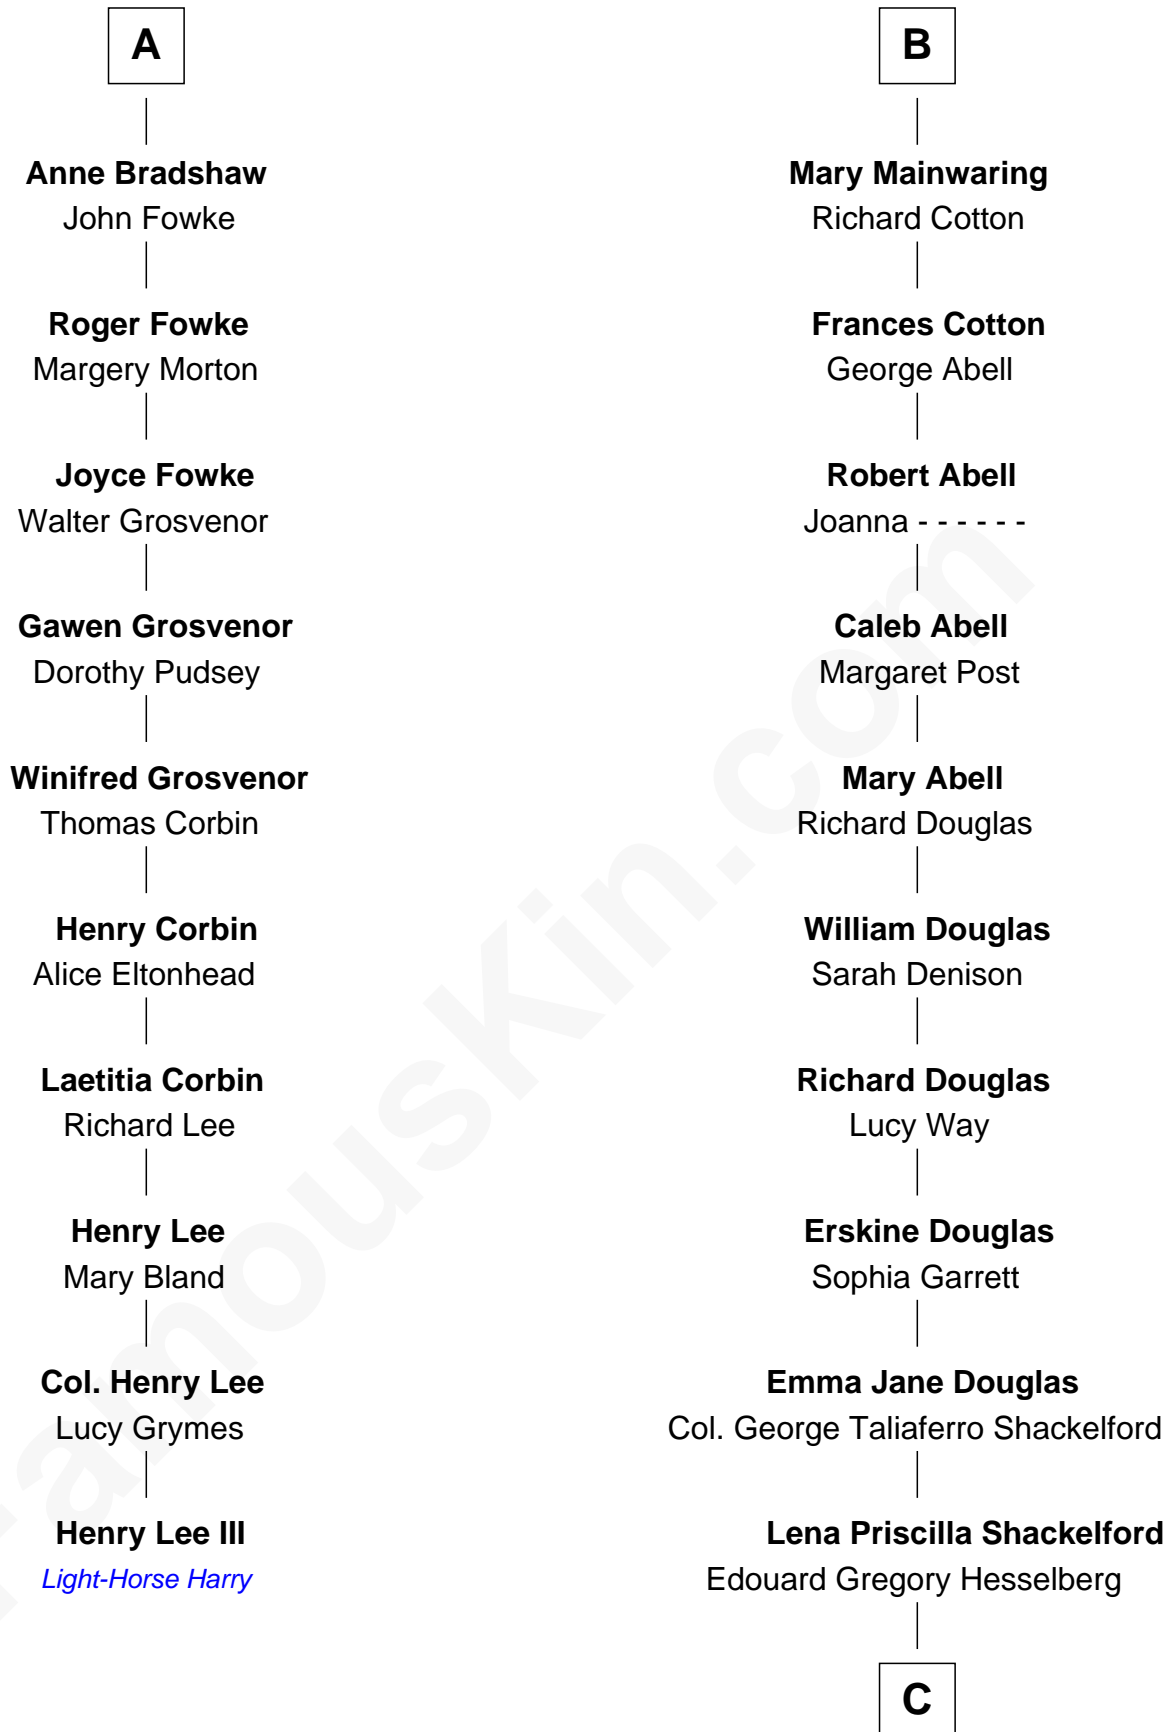 A
Anne Bradshaw
John Fowke
Roger Fowke
Margery Morton
Joyce Fowke
Walter Grosvenor
Gawen Grosvenor
Dorothy Pudsey
Winifred Grosvenor
Thomas Corbin
Henry Corbin
Alice Eltonhead
Laetitia Corbin
Richard Lee
Henry Lee
Mary Bland
Col. Henry Lee
Lucy Grymes
Henry Lee III
Light-Horse Harry
B
Mary Mainwaring
Richard Cotton
Frances Cotton
George Abell
Robert Abell
Joanna - - - - - -
Caleb Abell
Margaret Post
Mary Abell
Richard Douglas
William Douglas
Sarah Denison
Richard Douglas
Lucy Way
Erskine Douglas
Sophia Garrett
Emma Jane Douglas
Col. George Taliaferro Shackelford
Lena Priscilla Shackelford
Edouard Gregory Hesselberg
C
FamousKin.com